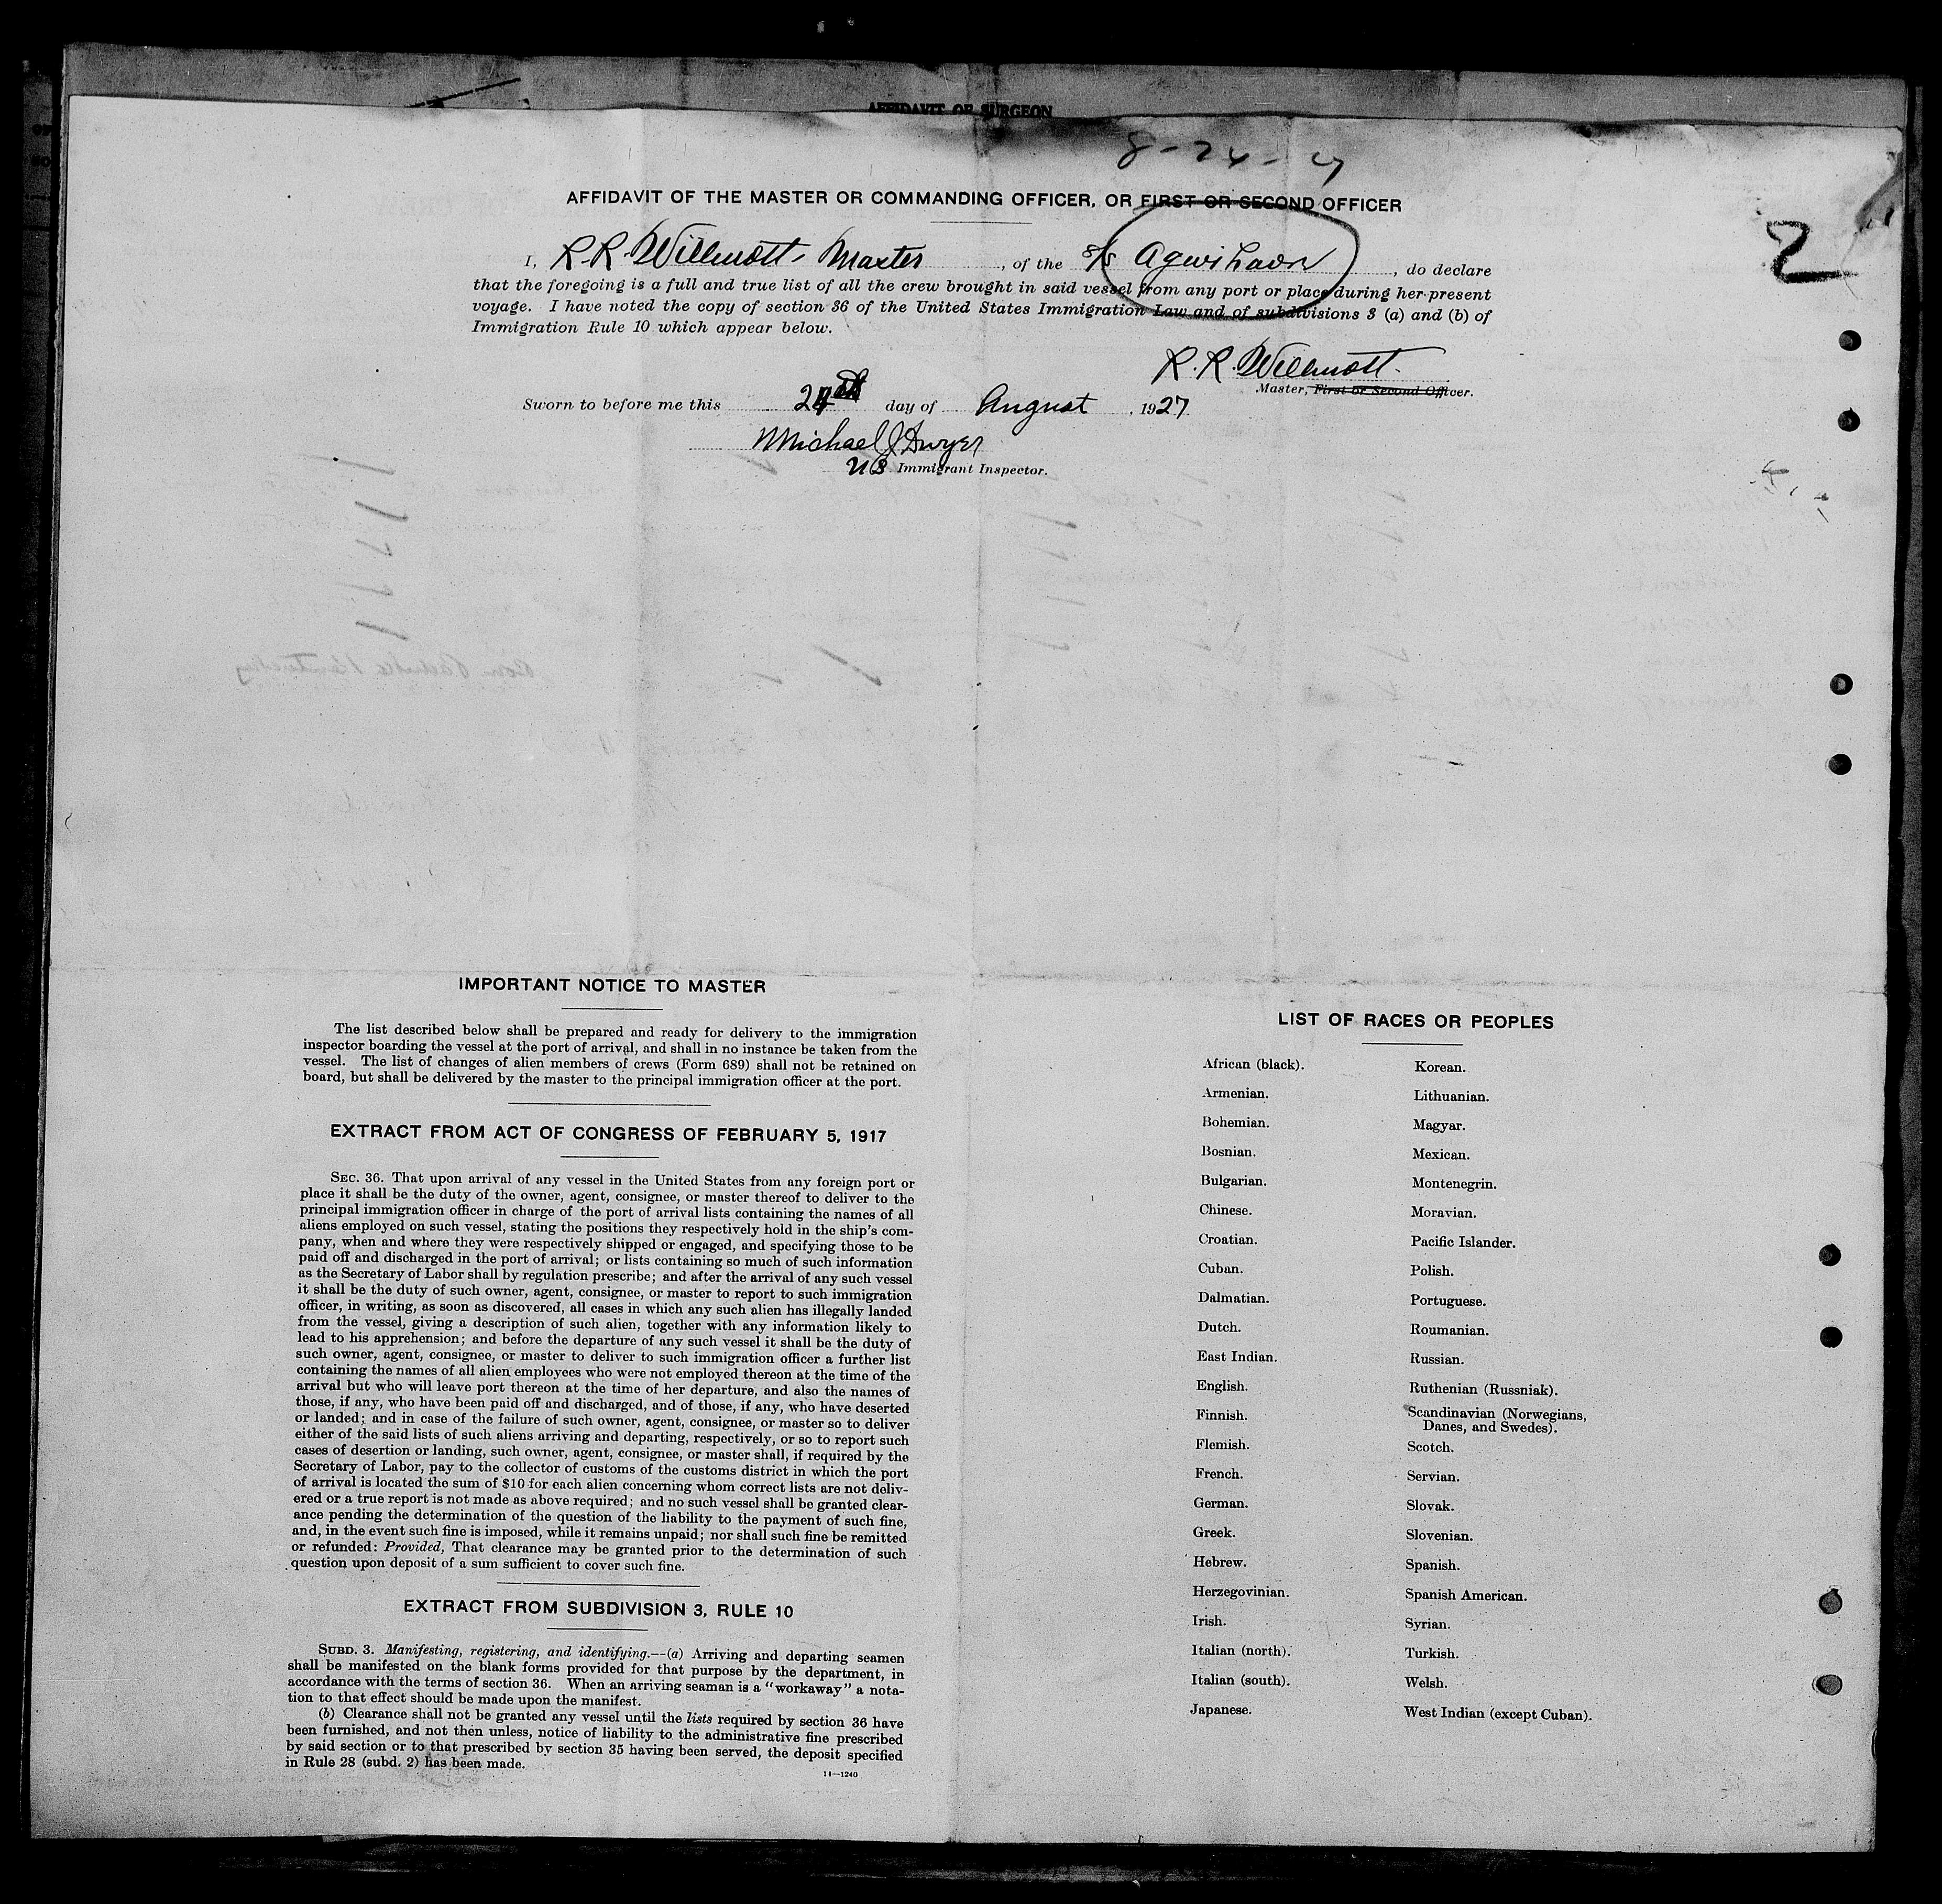 AFFIDAVIT OF SURGEON
8-24-27
AFFIDAVIT OF THE MASTER OR COMMANDING OFFICER, OR FIRST OR SECOND OFFICER
2
I, R. R. Willmott, Master, of the S/S Agwihavre, do declare
that the foregoing is a full and true list of all the crew brought in said vessel from any port or place during her present
voyage. I have noted the copy of section 36 of the United States Immigration Law and of subdivisions 3 (a) and (b) of
Immigration Rule 10 which appear below.
R. R. Willmott.
Master, First or Second Officer.
Sworn to before me this 24th day of August, 1927
Michael J Dwyer
US Immigrant Inspector.
IMPORTANT NOTICE TO MASTER
The list described below shall be prepared and ready for delivery to the immigration
inspector boarding the vessel at the port of arrival, and shall in no instance be taken from the
vessel. The list of changes of alien members of crews (Form 689) shall not be retained on
board, but shall be delivered by the master to the principal immigration officer at the port.
EXTRACT FROM ACT OF CONGRESS OF FEBRUARY 5, 1917
SEC. 36. That upon arrival of any vessel in the United States from any foreign port or
place it shall be the duty of the owner, agent, consignee, or master thereof to deliver to the
principal immigration officer in charge of the port of arrival lists containing the names of all
aliens employed on such vessel, stating the positions they respectively hold in the ship's com-
pany, when and where they were respectively shipped or engaged, and specifying those to be
paid off and discharged in the port of arrival; or lists containing so much of such information
as the Secretary of Labor shall by regulation prescribe; and after the arrival of any such vessel
it shall be the duty of such owner, agent, consignee, or master to report to such immigration
officer, in writing, as soon as discovered, all cases in which any such alien has illegally landed
from the vessel, giving a description of such alien, together with any information likely to
lead to his apprehension; and before the departure of any such vessel it shall be the duty of
such owner, agent, consignee, or master to deliver to such immigration officer a further list
containing the names of all alien employees who were not employed thereon at the time of the
arrival but who will leave port thereon at the time of her departure, and also the names of
those, if any, who have been paid off and discharged, and of those, if any, who have deserted
or landed; and in case of the failure of such owner, agent, consignee, or master so to deliver
either of the said lists of such aliens arriving and departing, respectively, or so to report such
cases of desertion or landing, such owner, agent, consignee, or master shall, if required by the
Secretary of Labor, pay to the collector of customs of the customs district in which the port
of arrival is located the sum of $10 for each alien concerning whom correct lists are not deliv-
ered or a true report is not made as above required; and no such vessel shall be granted clear-
ance pending the determination of the question of the liability to the payment of such fine,
and, in the event such fine is imposed, while it remains unpaid; nor shall such fine be remitted
or refunded: Provided, That clearance may be granted prior to the determination of such
question upon deposit of a sum sufficient to cover such fine.
EXTRACT FROM SUBDIVISION 3, RULE 10
SUBD. 3. Manifesting, registering, and identifying.—(a) Arriving and departing seamen
shall be manifested on the blank forms provided for that purpose by the department, in
accordance with the terms of section 36. When an arriving seaman is a "workaway" a nota-
tion to that effect should be made upon the manifest.
(b) Clearance shall not be granted any vessel until the lists required by section 36 have
been furnished, and not then unless, notice of liability to the administrative fine prescribed
by said section or to that prescribed by section 35 having been served, the deposit specified
in Rule 28 (subd. 2) has been made.
11—1240
LIST OF RACES OR PEOPLES
African (black).
Armenian.
Bohemian.
Bosnian.
Bulgarian.
Chinese.
Croatian.
Cuban.
Dalmatian.
Dutch.
East Indian.
English.
Finnish.
Flemish.
French.
German.
Greek.
Hebrew.
Herzegovinian.
Irish.
Italian (north).
Italian (south).
Japanese.
Korean.
Lithuanian.
Magyar.
Mexican.
Montenegrin.
Moravian.
Pacific Islander.
Polish.
Portuguese.
Roumanian.
Russian.
Ruthenian (Russniak).
Scandinavian (Norwegians,
Danes, and Swedes).
Scotch.
Servian.
Slovak.
Slovenian.
Spanish.
Spanish American.
Syrian.
Turkish.
Welsh.
West Indian (except Cuban).